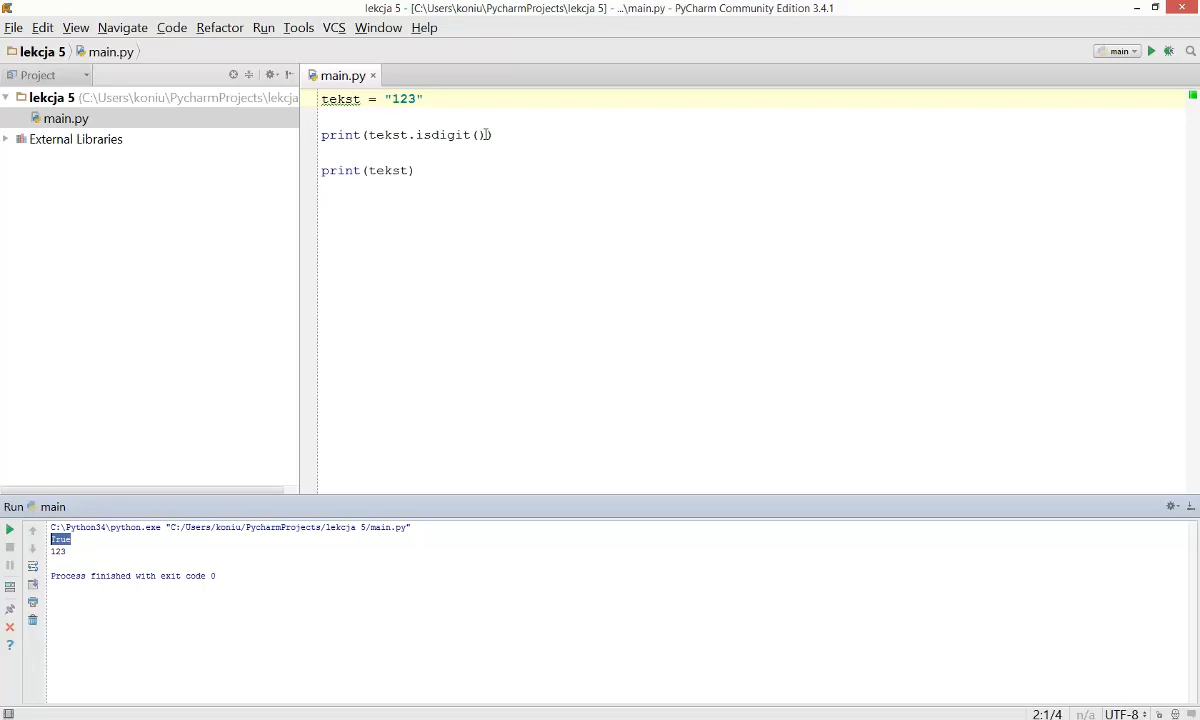 lekcja 5 - [C:\Users\koniu\PycharmProjects\lekcja 5] - ...\main.py - PyCharm Community Edition 3.4.1
File Edit View Navigate Code Refactor Run Tools VCS Window Help
lekcja 5 main.py main
Project main.py
lekcja 5 (C:\Users\koniu\PycharmProjects\lekcja
main.py
External Libraries
tekst = "123"
print(tekst.isdigit())
print(tekst)
Run main
C:\Python34\python.exe "C:/Users/koniu/PycharmProjects/lekcja 5/main.py"
True
123
Process finished with exit code 0
2:1/4 n/a UTF-8